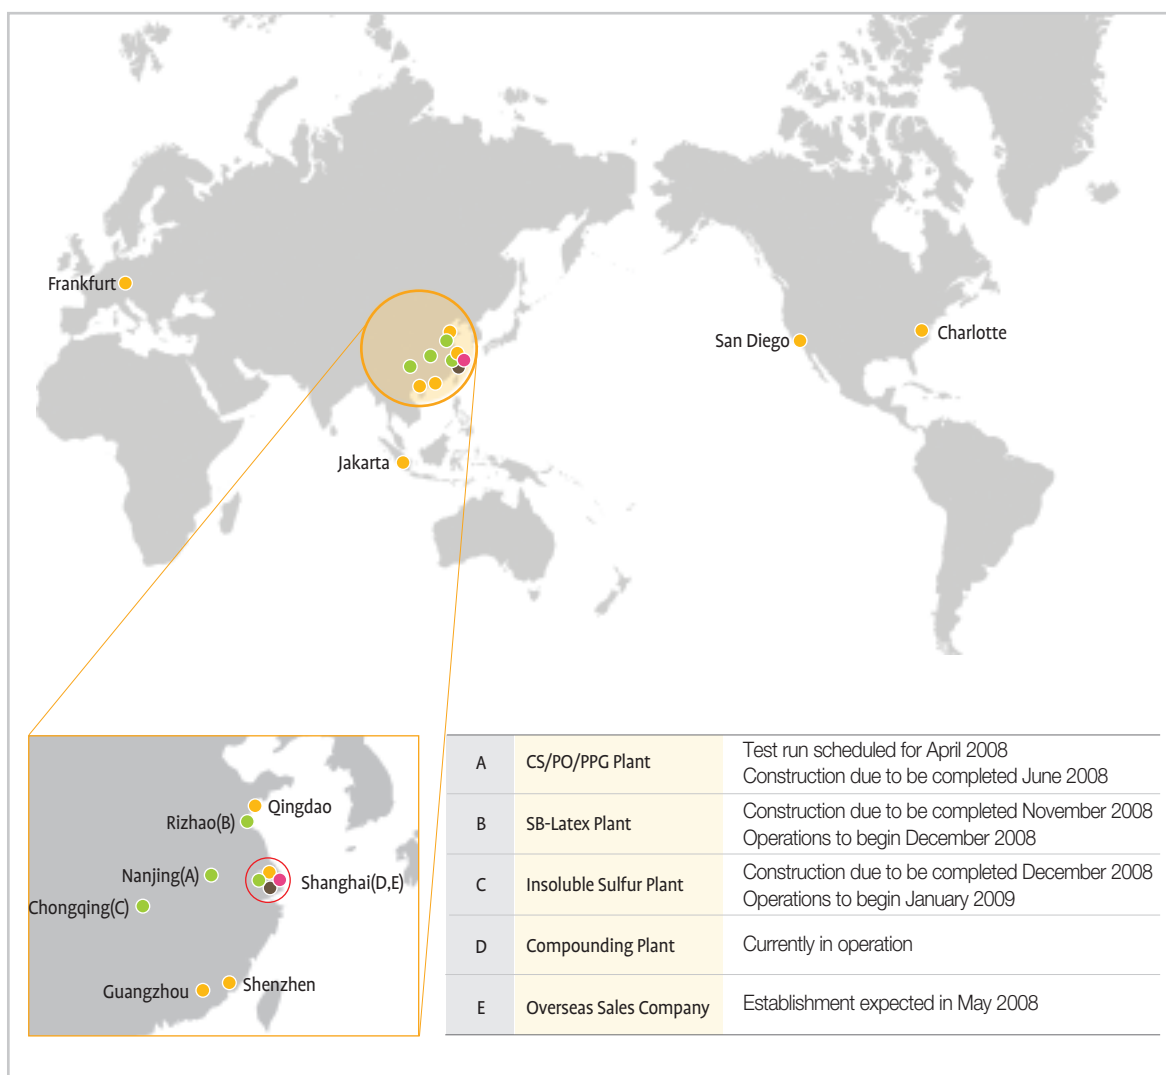 Frankfurt
San Diego
Charlotte
Jakarta
Qingdao
Rizhao(B)
Nanjing(A)
Shanghai(D,E)
Chongqing(C)
Shenzhen
Guangzhou
A CS/PO/PPG Plant Test run scheduled for April 2008
Construction due to be completed June 2008
B SB-Latex Plant Construction due to be completed November 2008
Operations to begin December 2008
C Insoluble Sulfur Plant Construction due to be completed December 2008
Operations to begin January 2009
D Compounding Plant Currently in operation
E Overseas Sales Company Establishment expected in May 2008